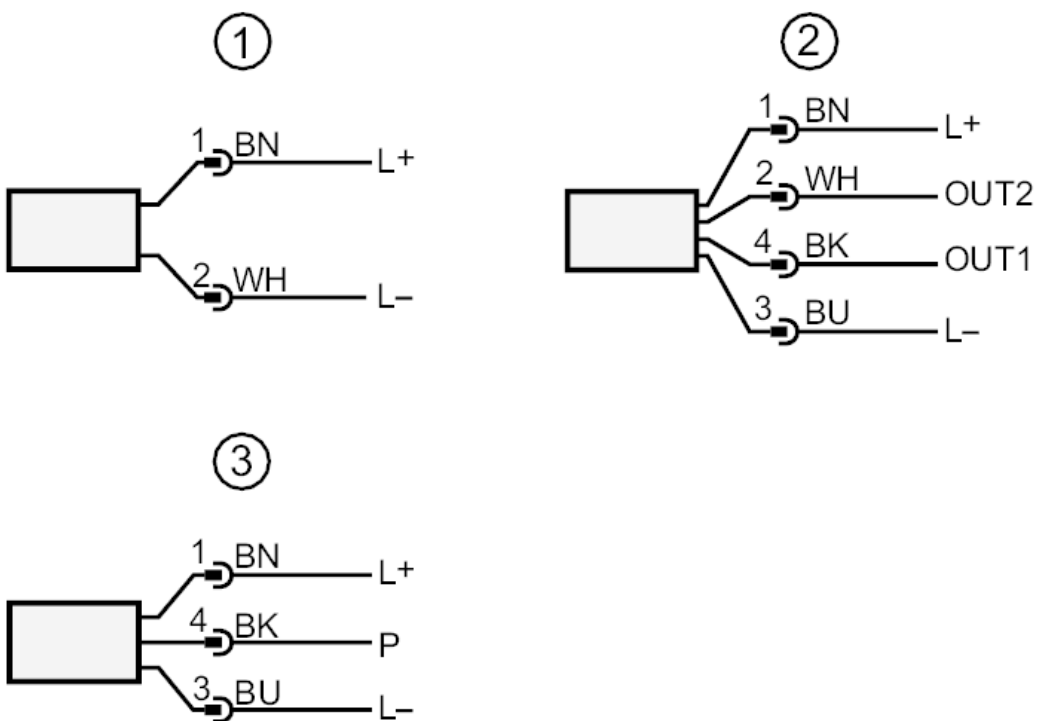 1
1 BN L+
2 WH L–
2
1 BN L+
2 WH OUT2
4 BK OUT1
3 BU L–
3
1 BN L+
4 BK P
3 BU L–